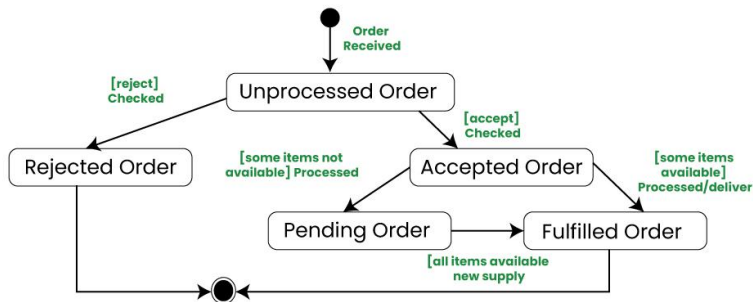 Order
Received
[reject]
Checked
Unprocessed Order
[accept]
Checked
Rejected Order
[some items not
available] Processed
Accepted Order
[some items
available]
Processed/deliver
Pending Order
Fulfilled Order
[all items available
new supply